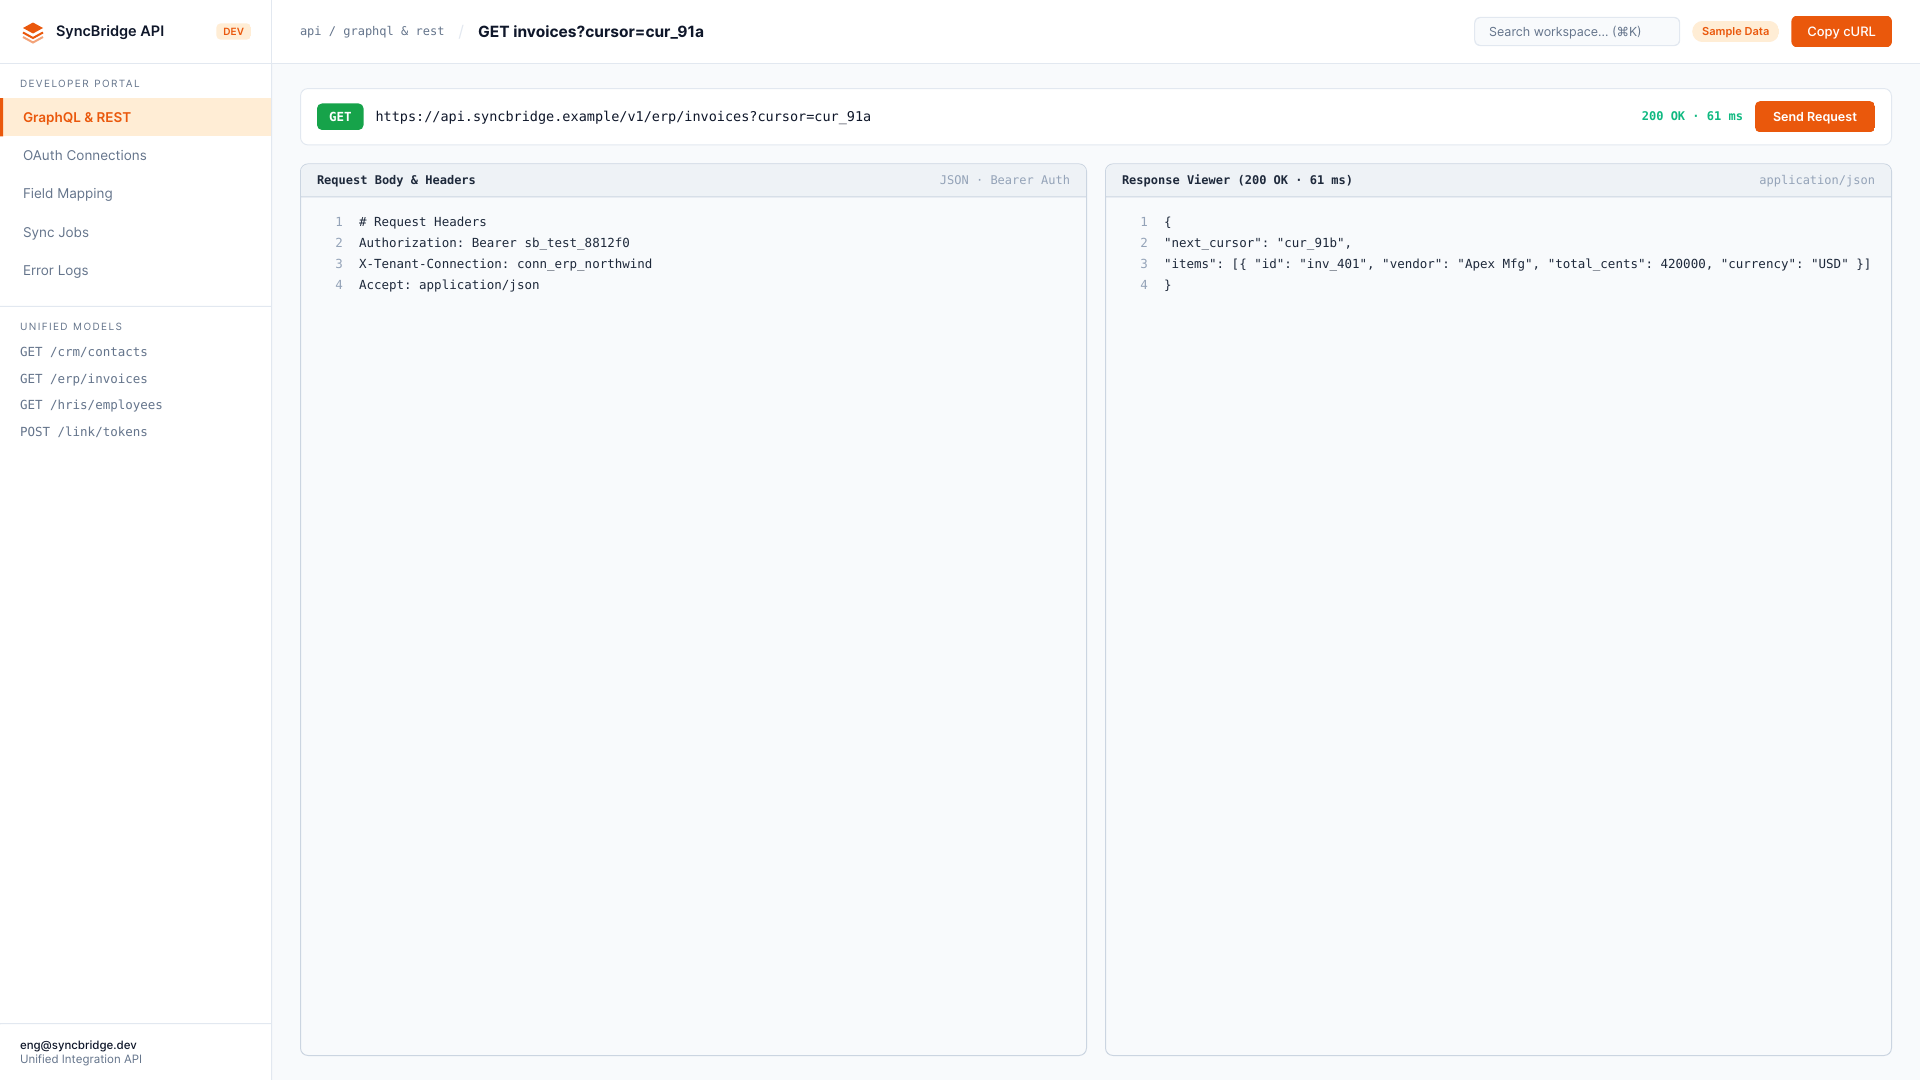 SyncBridge API
DEV
DEVELOPER PORTAL
GraphQL & REST
OAuth Connections
Field Mapping
Sync Jobs
Error Logs
UNIFIED MODELS
GET /crm/contacts
GET /erp/invoices
GET /hris/employees
POST /link/tokens
eng@syncbridge.dev
Unified Integration API
api / graphql & rest / GET invoices?cursor=cur_91a
Search workspace... (⌘K)
Sample Data
Copy cURL
GET https://api.syncbridge.example/v1/erp/invoices?cursor=cur_91a
200 OK · 61 ms
Send Request
Request Body & Headers
JSON · Bearer Auth
1 # Request Headers
2 Authorization: Bearer sb_test_8812f0
3 X-Tenant-Connection: conn_erp_northwind
4 Accept: application/json
Response Viewer (200 OK · 61 ms)
application/json
1 {
2 "next_cursor": "cur_91b",
3 "items": [{ "id": "inv_401", "vendor": "Apex Mfg", "total_cents": 420000, "currency": "USD" }]
4 }